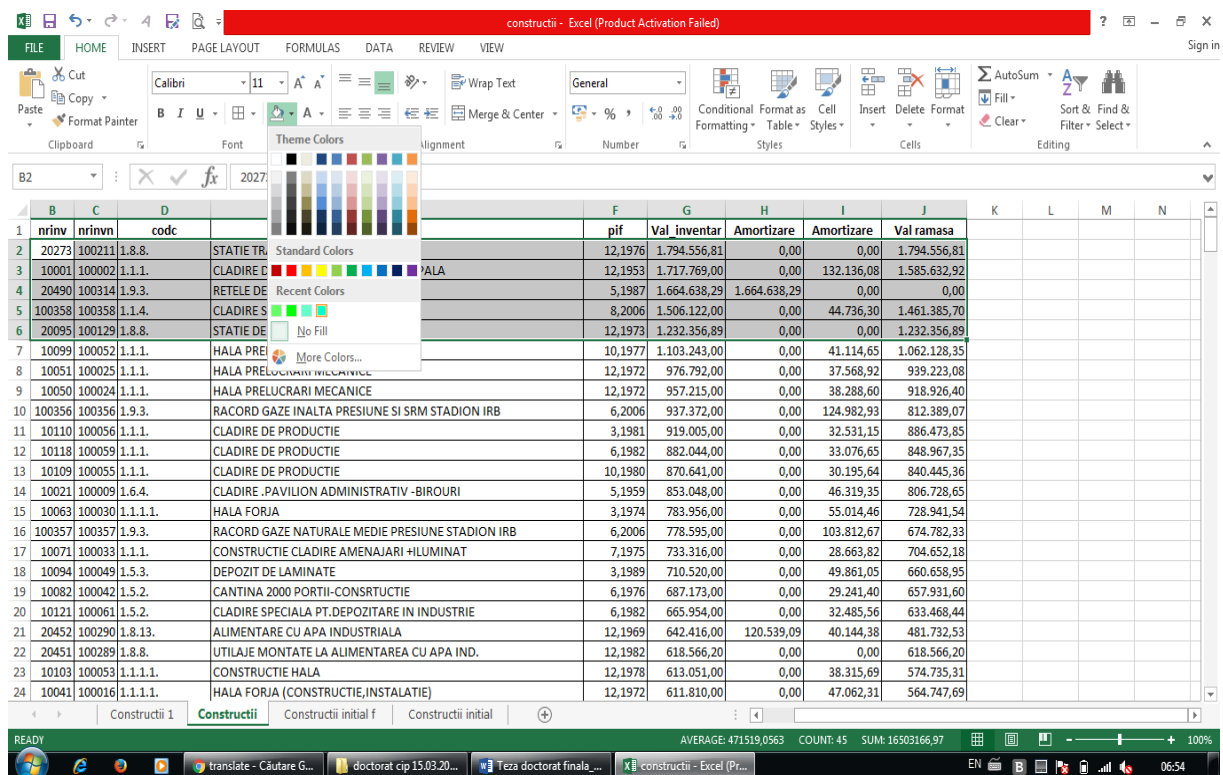 constructii - Excel (Product Activation Failed)
FILE HOME INSERT PAGE LAYOUT FORMULAS DATA REVIEW VIEW Sign in
Paste
Cut
Copy
Format Painter
Clipboard
Calibri 11
B I U
Font
Wrap Text
Merge & Center
Alignment
General
% ,
Number
Conditional Formatting
Format as Table
Cell Styles
Styles
Insert Delete Format
Cells
AutoSum
Fill
Clear
Sort & Filter
Find & Select
Editing
B2 fx 2027
Theme Colors
Standard Colors
Recent Colors
No Fill
More Colors...
B C D F G H I J K L M N
1 nrinv nrinvn codc pif Val_inventar Amortizare Amortizare Val ramasa
2 20273 100211 1.8.8. STATIE TR 12,1976 1.794.556,81 0,00 0,00 1.794.556,81
3 10001 100002 1.1.1. CLADIRE D PALA 12,1953 1.717.769,00 0,00 132.136,08 1.585.632,92
4 20490 100314 1.9.3. RETELE DE 5,1987 1.664.638,29 1.664.638,29 0,00 0,00
5 100358 100358 1.1.4. CLADIRE S 8,2006 1.506.122,00 0,00 44.736,30 1.461.385,70
6 20095 100129 1.8.8. STATIE DE 12,1973 1.232.356,89 0,00 0,00 1.232.356,89
7 10099 100052 1.1.1. HALA PREL 10,1977 1.103.243,00 0,00 41.114,65 1.062.128,35
8 10051 100025 1.1.1. HALA PRELUCRARI MECANICE 12,1972 976.792,00 0,00 37.568,92 939.223,08
9 10050 100024 1.1.1. HALA PRELUCRARI MECANICE 12,1972 957.215,00 0,00 38.288,60 918.926,40
10 100356 100356 1.9.3. RACORD GAZE INALTA PRESIUNE SI SRM STADION IRB 6,2006 937.372,00 0,00 124.982,93 812.389,07
11 10110 100056 1.1.1. CLADIRE DE PRODUCTIE 3,1981 919.005,00 0,00 32.531,15 886.473,85
12 10118 100059 1.1.1. CLADIRE DE PRODUCTIE 6,1982 882.044,00 0,00 33.076,65 848.967,35
13 10109 100055 1.1.1. CLADIRE DE PRODUCTIE 10,1980 870.641,00 0,00 30.195,64 840.445,36
14 10021 100009 1.6.4. CLADIRE .PAVILION ADMINISTRATIV -BIROURI 5,1959 853.048,00 0,00 46.319,35 806.728,65
15 10063 100030 1.1.1.1. HALA FORJA 3,1974 783.956,00 0,00 55.014,46 728.941,54
16 100357 100357 1.9.3. RACORD GAZE NATURALE MEDIE PRESIUNE STADION IRB 6,2006 778.595,00 0,00 103.812,67 674.782,33
17 10071 100033 1.1.1. CONSTRUCTIE CLADIRE AMENAJARI +ILUMINAT 7,1975 733.316,00 0,00 28.663,82 704.652,18
18 10094 100049 1.5.3. DEPOZIT DE LAMINATE 3,1989 710.520,00 0,00 49.861,05 660.658,95
19 10082 100042 1.5.2. CANTINA 2000 PORTII-CONSRTUCTIE 6,1976 687.173,00 0,00 29.241,40 657.931,60
20 10121 100061 1.5.2. CLADIRE SPECIALA PT.DEPOZITARE IN INDUSTRIE 6,1982 665.954,00 0,00 32.485,56 633.468,44
21 20452 100290 1.8.13. ALIMENTARE CU APA INDUSTRIALA 12,1969 642.416,00 120.539,09 40.144,38 481.732,53
22 20451 100289 1.8.8. UTILAJE MONTATE LA ALIMENTAREA CU APA IND. 12,1982 618.566,20 0,00 0,00 618.566,20
23 10103 100053 1.1.1.1. CONSTRUCTIE HALA 12,1978 613.051,00 0,00 38.315,69 574.735,31
24 10041 100016 1.1.1.1. HALA FORJA (CONSTRUCTIE,INSTALATIE) 12,1972 611.810,00 0,00 47.062,31 564.747,69
Constructii 1 Constructii Constructii initial f Constructii initial
READY AVERAGE: 471519,0563 COUNT: 45 SUM: 16503166,97 100%
translate - Căutare G... doctorat cip 15.03.20... Teza doctorat finala_... constructii - Excel (Pr... EN 06:54